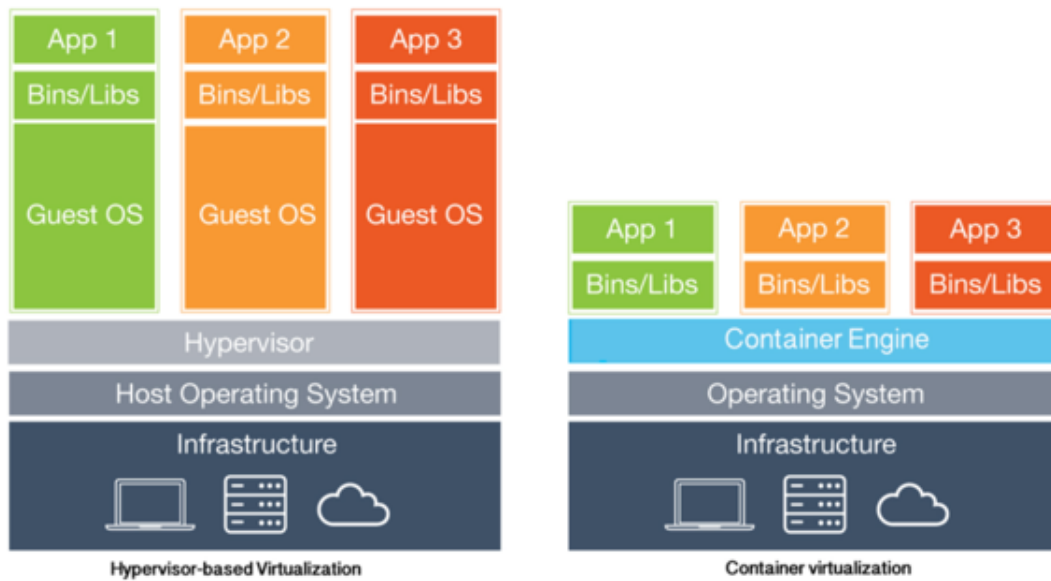 App 1
App 2
App 3
Bins/Libs
Bins/Libs
Bins/Libs
Guest OS
Guest OS
Guest OS
Hypervisor
Host Operating System
Infrastructure
Hypervisor-based Virtualization
App 1
App 2
App 3
Bins/Libs
Bins/Libs
Bins/Libs
Container Engine
Operating System
Infrastructure
Container virtualization